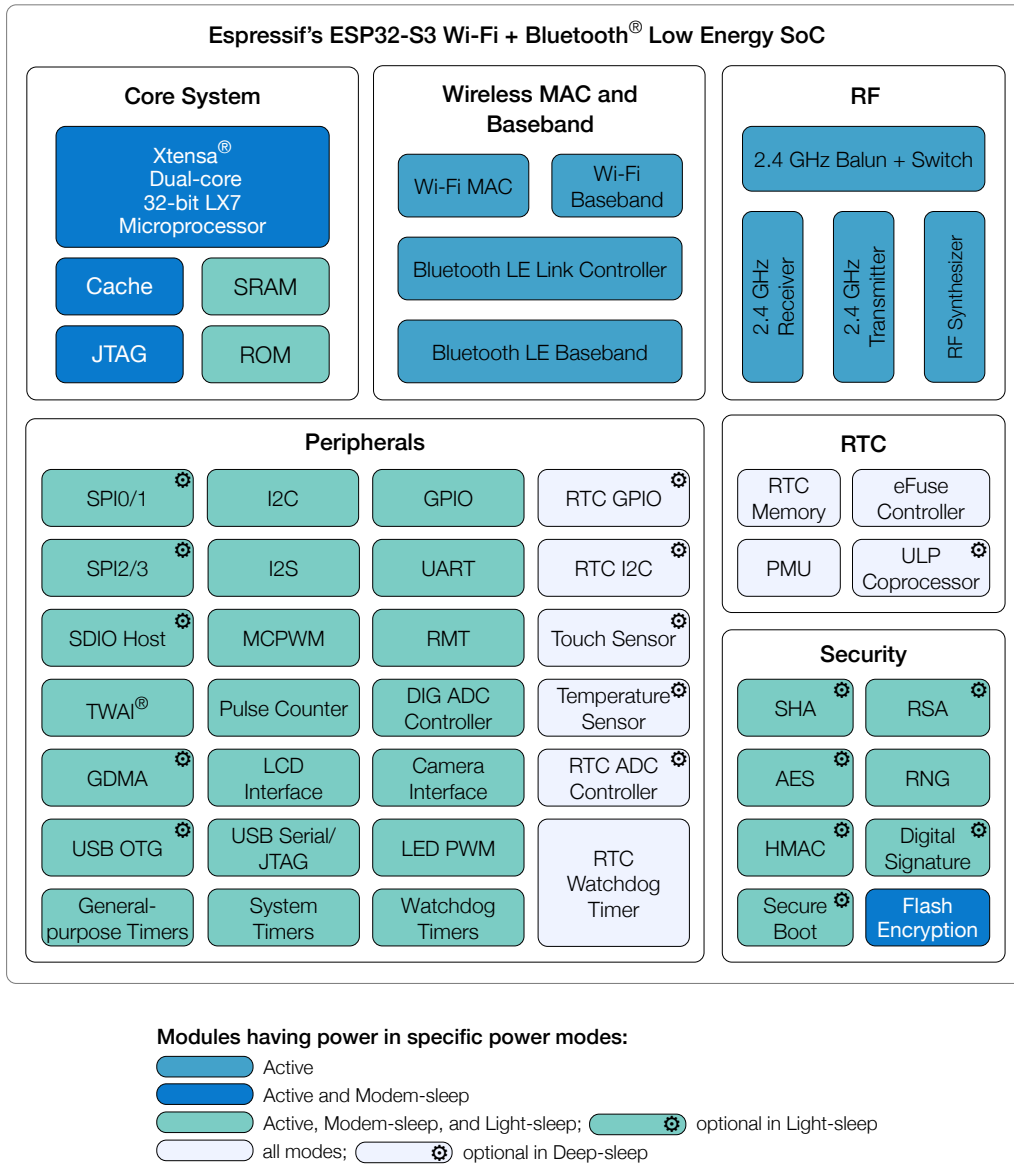 Espressif's ESP32-S3 Wi-Fi + Bluetooth® Low Energy SoC
Core System
Xtensa®
Dual-core
32-bit LX7
Microprocessor
Cache
SRAM
JTAG
ROM
Wireless MAC and
Baseband
Wi-Fi MAC
Wi-Fi
Baseband
Bluetooth LE Link Controller
Bluetooth LE Baseband
RF
2.4 GHz Balun + Switch
2.4 GHz
Receiver
2.4 GHz
Transmitter
RF Synthesizer
Peripherals
SPI0/1
I2C
GPIO
RTC GPIO
SPI2/3
I2S
UART
RTC I2C
SDIO Host
MCPWM
RMT
Touch Sensor
TWAI®
Pulse Counter
DIG ADC
Controller
Temperature
Sensor
GDMA
LCD
Interface
Camera
Interface
RTC ADC
Controller
USB OTG
USB Serial/
JTAG
LED PWM
RTC
Watchdog
Timer
General-
purpose Timers
System
Timers
Watchdog
Timers
RTC
RTC
Memory
eFuse
Controller
PMU
ULP
Coprocessor
Security
SHA
RSA
AES
RNG
HMAC
Digital
Signature
Secure
Boot
Flash
Encryption
Modules having power in specific power modes:
Active
Active and Modem-sleep
Active, Modem-sleep, and Light-sleep; optional in Light-sleep
all modes; optional in Deep-sleep